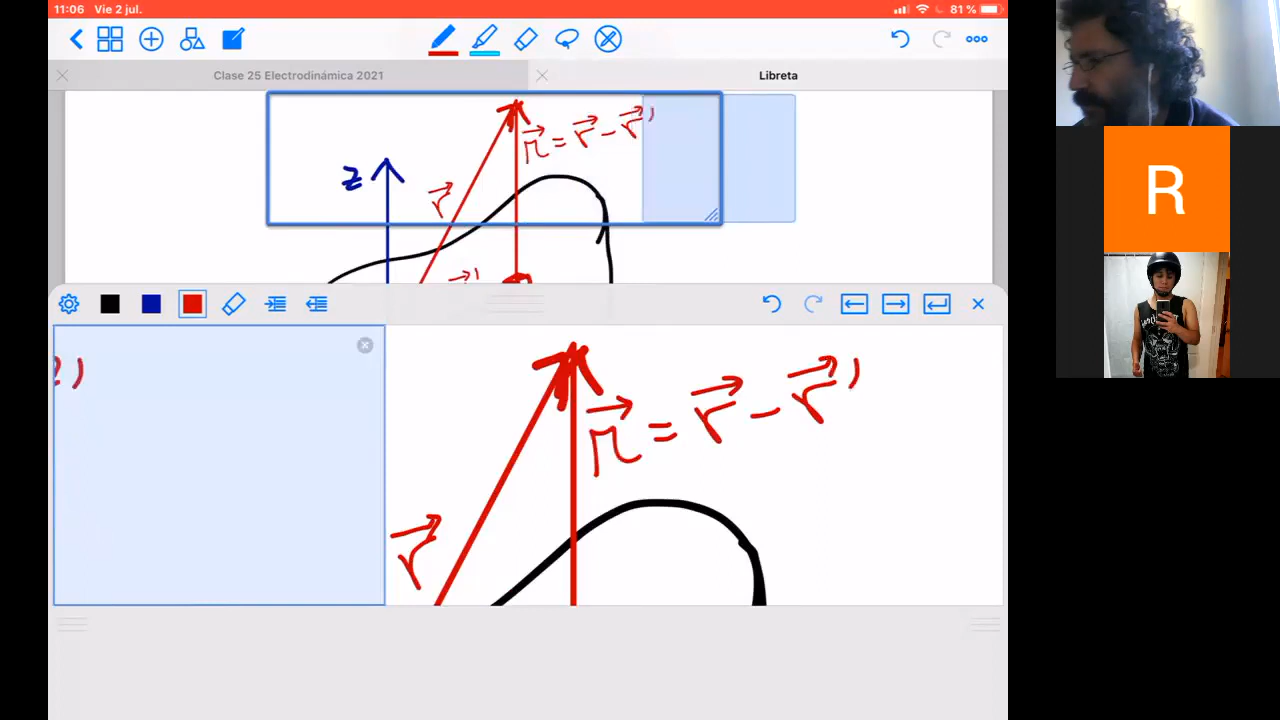 11:06 Vie 2 jul. 81 %
Clase 25 Electrodinámica 2021 Libreta
z
r⃗
r⃗ = r⃗ − r⃗ '
r⃗ '
r⃗ = r⃗ − r⃗ '
r⃗
R